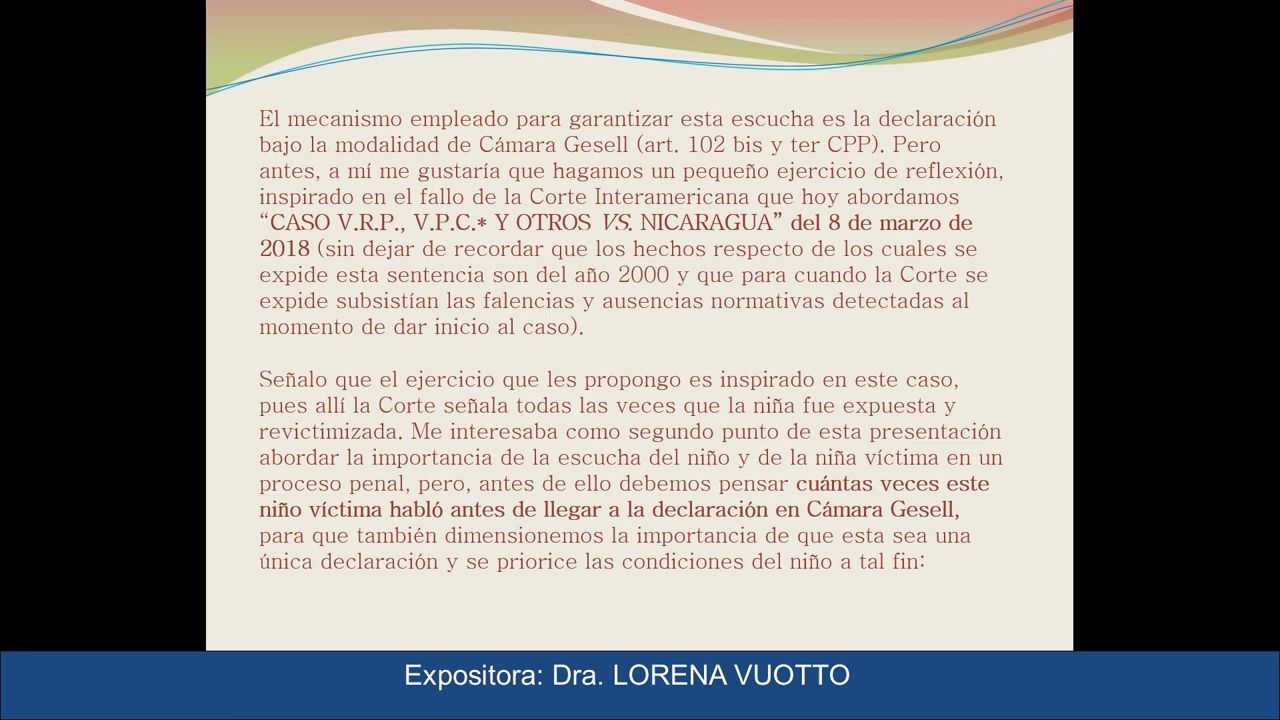 El mecanismo empleado para garantizar esta escucha es la declaración
bajo la modalidad de Cámara Gesell (art. 102 bis y ter CPP). Pero
antes, a mí me gustaría que hagamos un pequeño ejercicio de reflexión,
inspirado en el fallo de la Corte Interamericana que hoy abordamos
“CASO V.R.P., V.P.C.* Y OTROS VS. NICARAGUA” del 8 de marzo de
2018 (sin dejar de recordar que los hechos respecto de los cuales se
expide esta sentencia son del año 2000 y que para cuando la Corte se
expide subsistían las falencias y ausencias normativas detectadas al
momento de dar inicio al caso).
Señalo que el ejercicio que les propongo es inspirado en este caso,
pues allí la Corte señala todas las veces que la niña fue expuesta y
revictimizada. Me interesaba como segundo punto de esta presentación
abordar la importancia de la escucha del niño y de la niña víctima en un
proceso penal, pero, antes de ello debemos pensar cuántas veces este
niño víctima habló antes de llegar a la declaración en Cámara Gesell,
para que también dimensionemos la importancia de que esta sea una
única declaración y se priorice las condiciones del niño a tal fin:
Expositora: Dra. LORENA VUOTTO